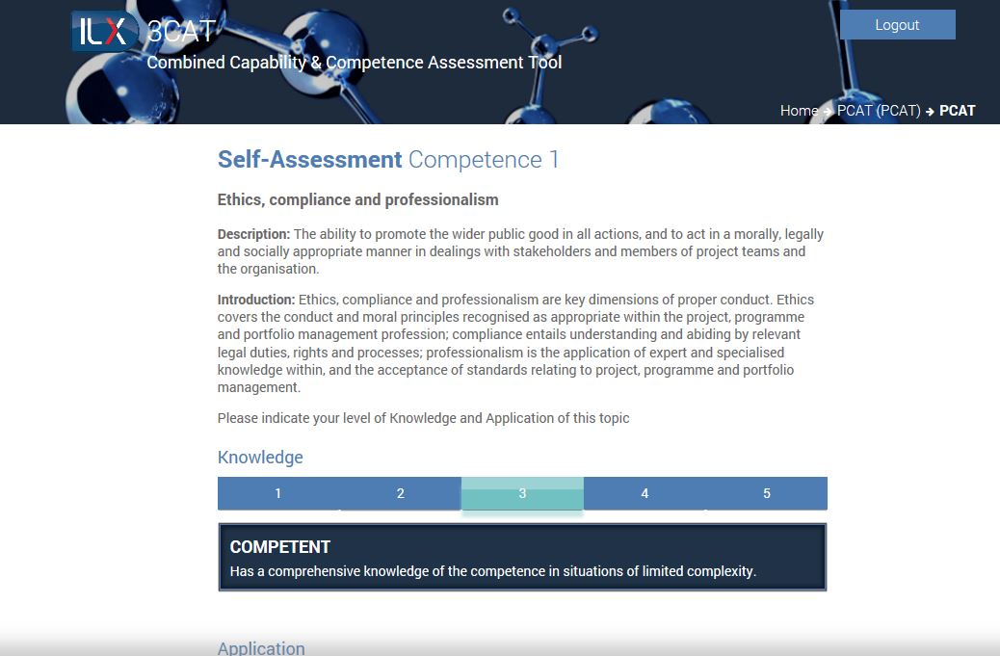 ILX 3CAT
Logout
Combined Capability & Competence Assessment Tool
Home → PCAT (PCAT) → PCAT
Self-Assessment Competence 1
Ethics, compliance and professionalism
Description: The ability to promote the wider public good in all actions, and to act in a morally, legally
and socially appropriate manner in dealings with stakeholders and members of project teams and
the organisation.
Introduction: Ethics, compliance and professionalism are key dimensions of proper conduct. Ethics
covers the conduct and moral principles recognised as appropriate within the project, programme
and portfolio management profession; compliance entails understanding and abiding by relevant
legal duties, rights and processes; professionalism is the application of expert and specialised
knowledge within, and the acceptance of standards relating to project, programme and portfolio
management.
Please indicate your level of Knowledge and Application of this topic
Knowledge
1 2 3 4 5
COMPETENT
Has a comprehensive knowledge of the competence in situations of limited complexity.
Application